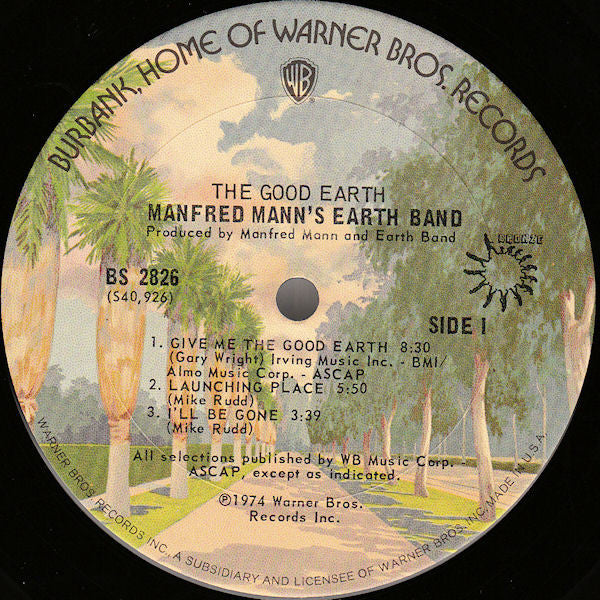 BURBANK, HOME OF WARNER BROS. RECORDS
WB
THE GOOD EARTH
MANFRED MANN'S EARTH BAND
Produced by Manfred Mann and Earth Band
BRONZE
BS 2826
(S40,926)
SIDE 1
1. GIVE ME THE GOOD EARTH 8:30
(Gary Wright) Irving Music Inc. - BMI/
Almo Music Corp. - ASCAP
2. LAUNCHING PLACE 5:50
(Mike Rudd)
3. I'LL BE GONE 3:39
(Mike Rudd)
All selections published by WB Music Corp. -
ASCAP, except as indicated.
℗1974 Warner Bros.
Records Inc.
WARNER BROS. RECORDS INC. A SUBSIDIARY AND LICENSEE OF WARNER BROS. INC. MADE IN U.S.A.